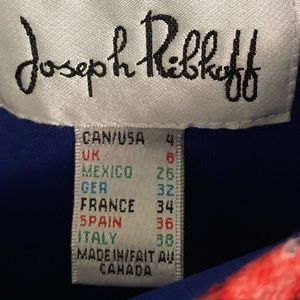 Joseph Ribkoff
CAN/USA 4
UK 6
MEXICO 26
GER 32
FRANCE 34
SPAIN 36
ITALY 38
MADE IN/FAIT AU
CANADA